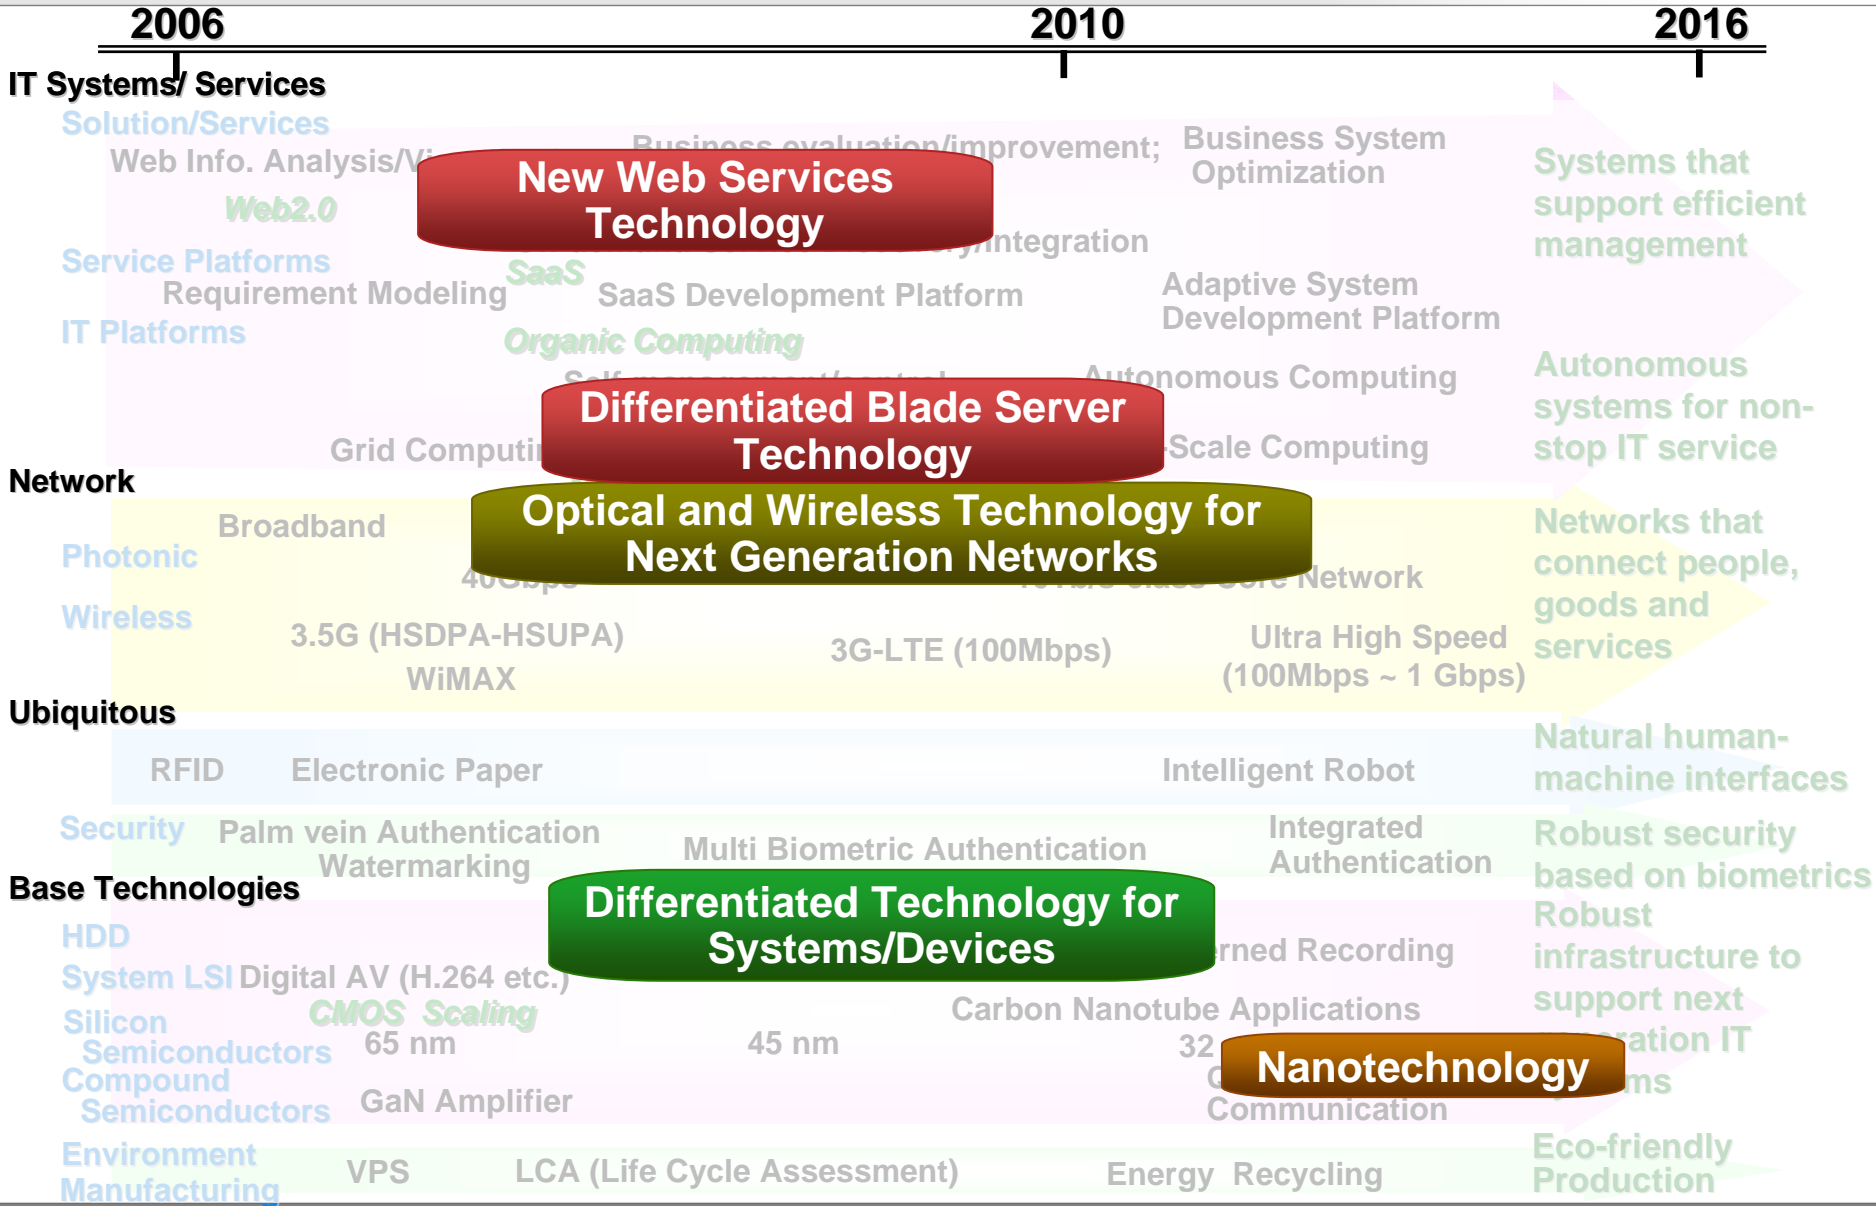 2006
2010
2016
IT Systems/ Services
Solution/Services
Web Info. Analysis/
Business evaluation/improvement;
Business System
Optimization
New Web Services
Technology
Web2.0
/Integration
Systems that
support efficient
management
Service Platforms
SaaS
Requirement Modeling
SaaS Development Platform
Adaptive System
Development Platform
IT Platforms
Organic Computing
Self-management/control
Autonomous Computing
Autonomous
systems for non-
stop IT service
Differentiated Blade Server
Technology
Grid
-Scale Computing
Network
Broadband
Optical and Wireless Technology for
Next Generation Networks
Photonic
40Gbps
Network
Networks that
connect people,
goods and
services
Wireless
3.5G (HSDPA-HSUPA)
WiMAX
3G-LTE (100Mbps)
Ultra High Speed
(100Mbps ~ 1 Gbps)
Ubiquitous
RFID
Electronic Paper
Intelligent Robot
Natural human-
machine interfaces
Security
Palm vein Authentication
Watermarking
Multi Biometric Authentication
Integrated
Authentication
Robust security
based on biometrics
Base Technologies
Differentiated Technology for
Systems/Devices
HDD
Recording
System LSI
Digital AV (H.264 etc.)
CMOS Scaling
Carbon Nanotube Applications
Robust
infrastructure to
support next
IT
Silicon
Semiconductors
65 nm
45 nm
32
Nanotechnology
Compound
Semiconductors
GaN Amplifier
Communication
Environment
Manufacturing
VPS
LCA (Life Cycle Assessment)
Energy Recycling
Eco-friendly
Production